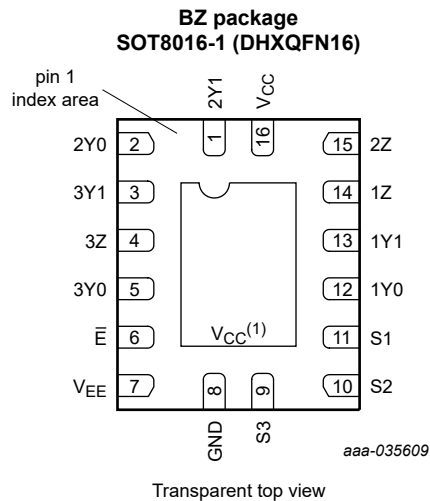 BZ package
SOT8016-1 (DHXQFN16)
pin 1
index area
2Y1
VCC
1
16
2Y0 2
15 2Z
3Y1 3
14 1Z
3Z 4
13 1Y1
3Y0 5
12 1Y0
E̅ 6
11 S1
VCC(1)
VEE 7
10 S2
8
9
GND
S3
aaa-035609
Transparent top view